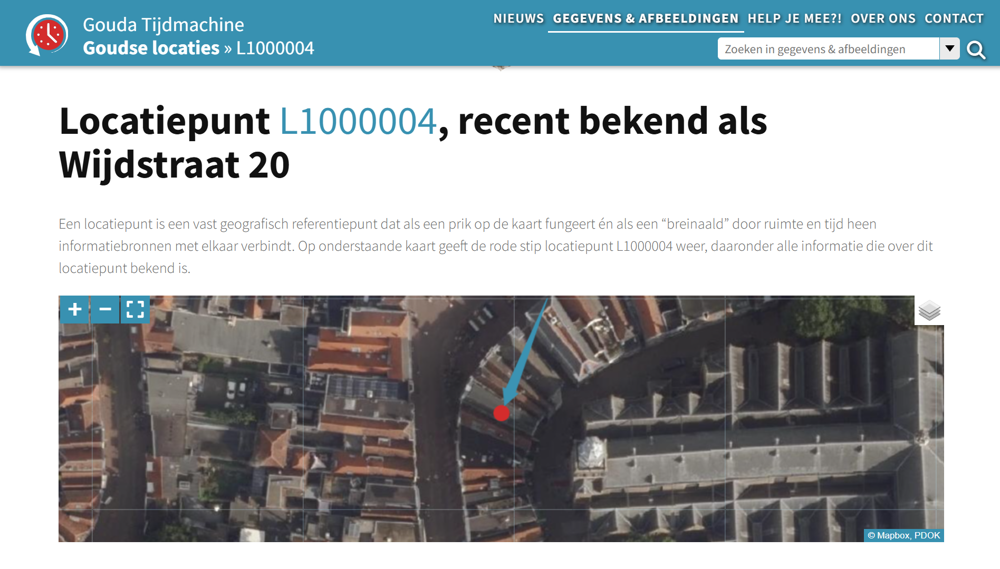 Gouda Tijdmachine
Goudse locaties » L1000004
NIEUWS GEGEVENS & AFBEELDINGEN HELP JE MEE?! OVER ONS CONTACT
Zoeken in gegevens & afbeeldingen
Locatiepunt L1000004, recent bekend als
Wijdstraat 20
Een locatiepunt is een vast geografisch referentiepunt dat als een prik op de kaart fungeert én als een “breinaald” door ruimte en tijd heen
informatiebronnen met elkaar verbindt. Op onderstaande kaart geeft de rode stip locatiepunt L1000004 weer, daaronder alle informatie die over dit
locatiepunt bekend is.
+ −
© Mapbox, PDOK